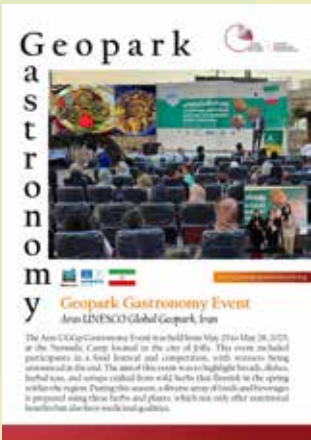 Geopark
Gastronomy
Geopark Gastronomy Event
Aras UNESCO Global Geopark, Iran
The Aras UGGp Gastronomy Event was held from May 25 to May 26, 2023,
at the Nomadic Camp located in the city of Jolfa. This event included
participants in a food festival and competition, with winners being
announced in the end. The aim of this event was to highlight breads, dishes,
herbal teas, and syrups crafted from wild herbs that flourish in the spring
within the region. During this season, a diverse array of foods and beverages
is prepared using these herbs and plants, which not only offer nutritional
benefits but also have medicinal qualities.